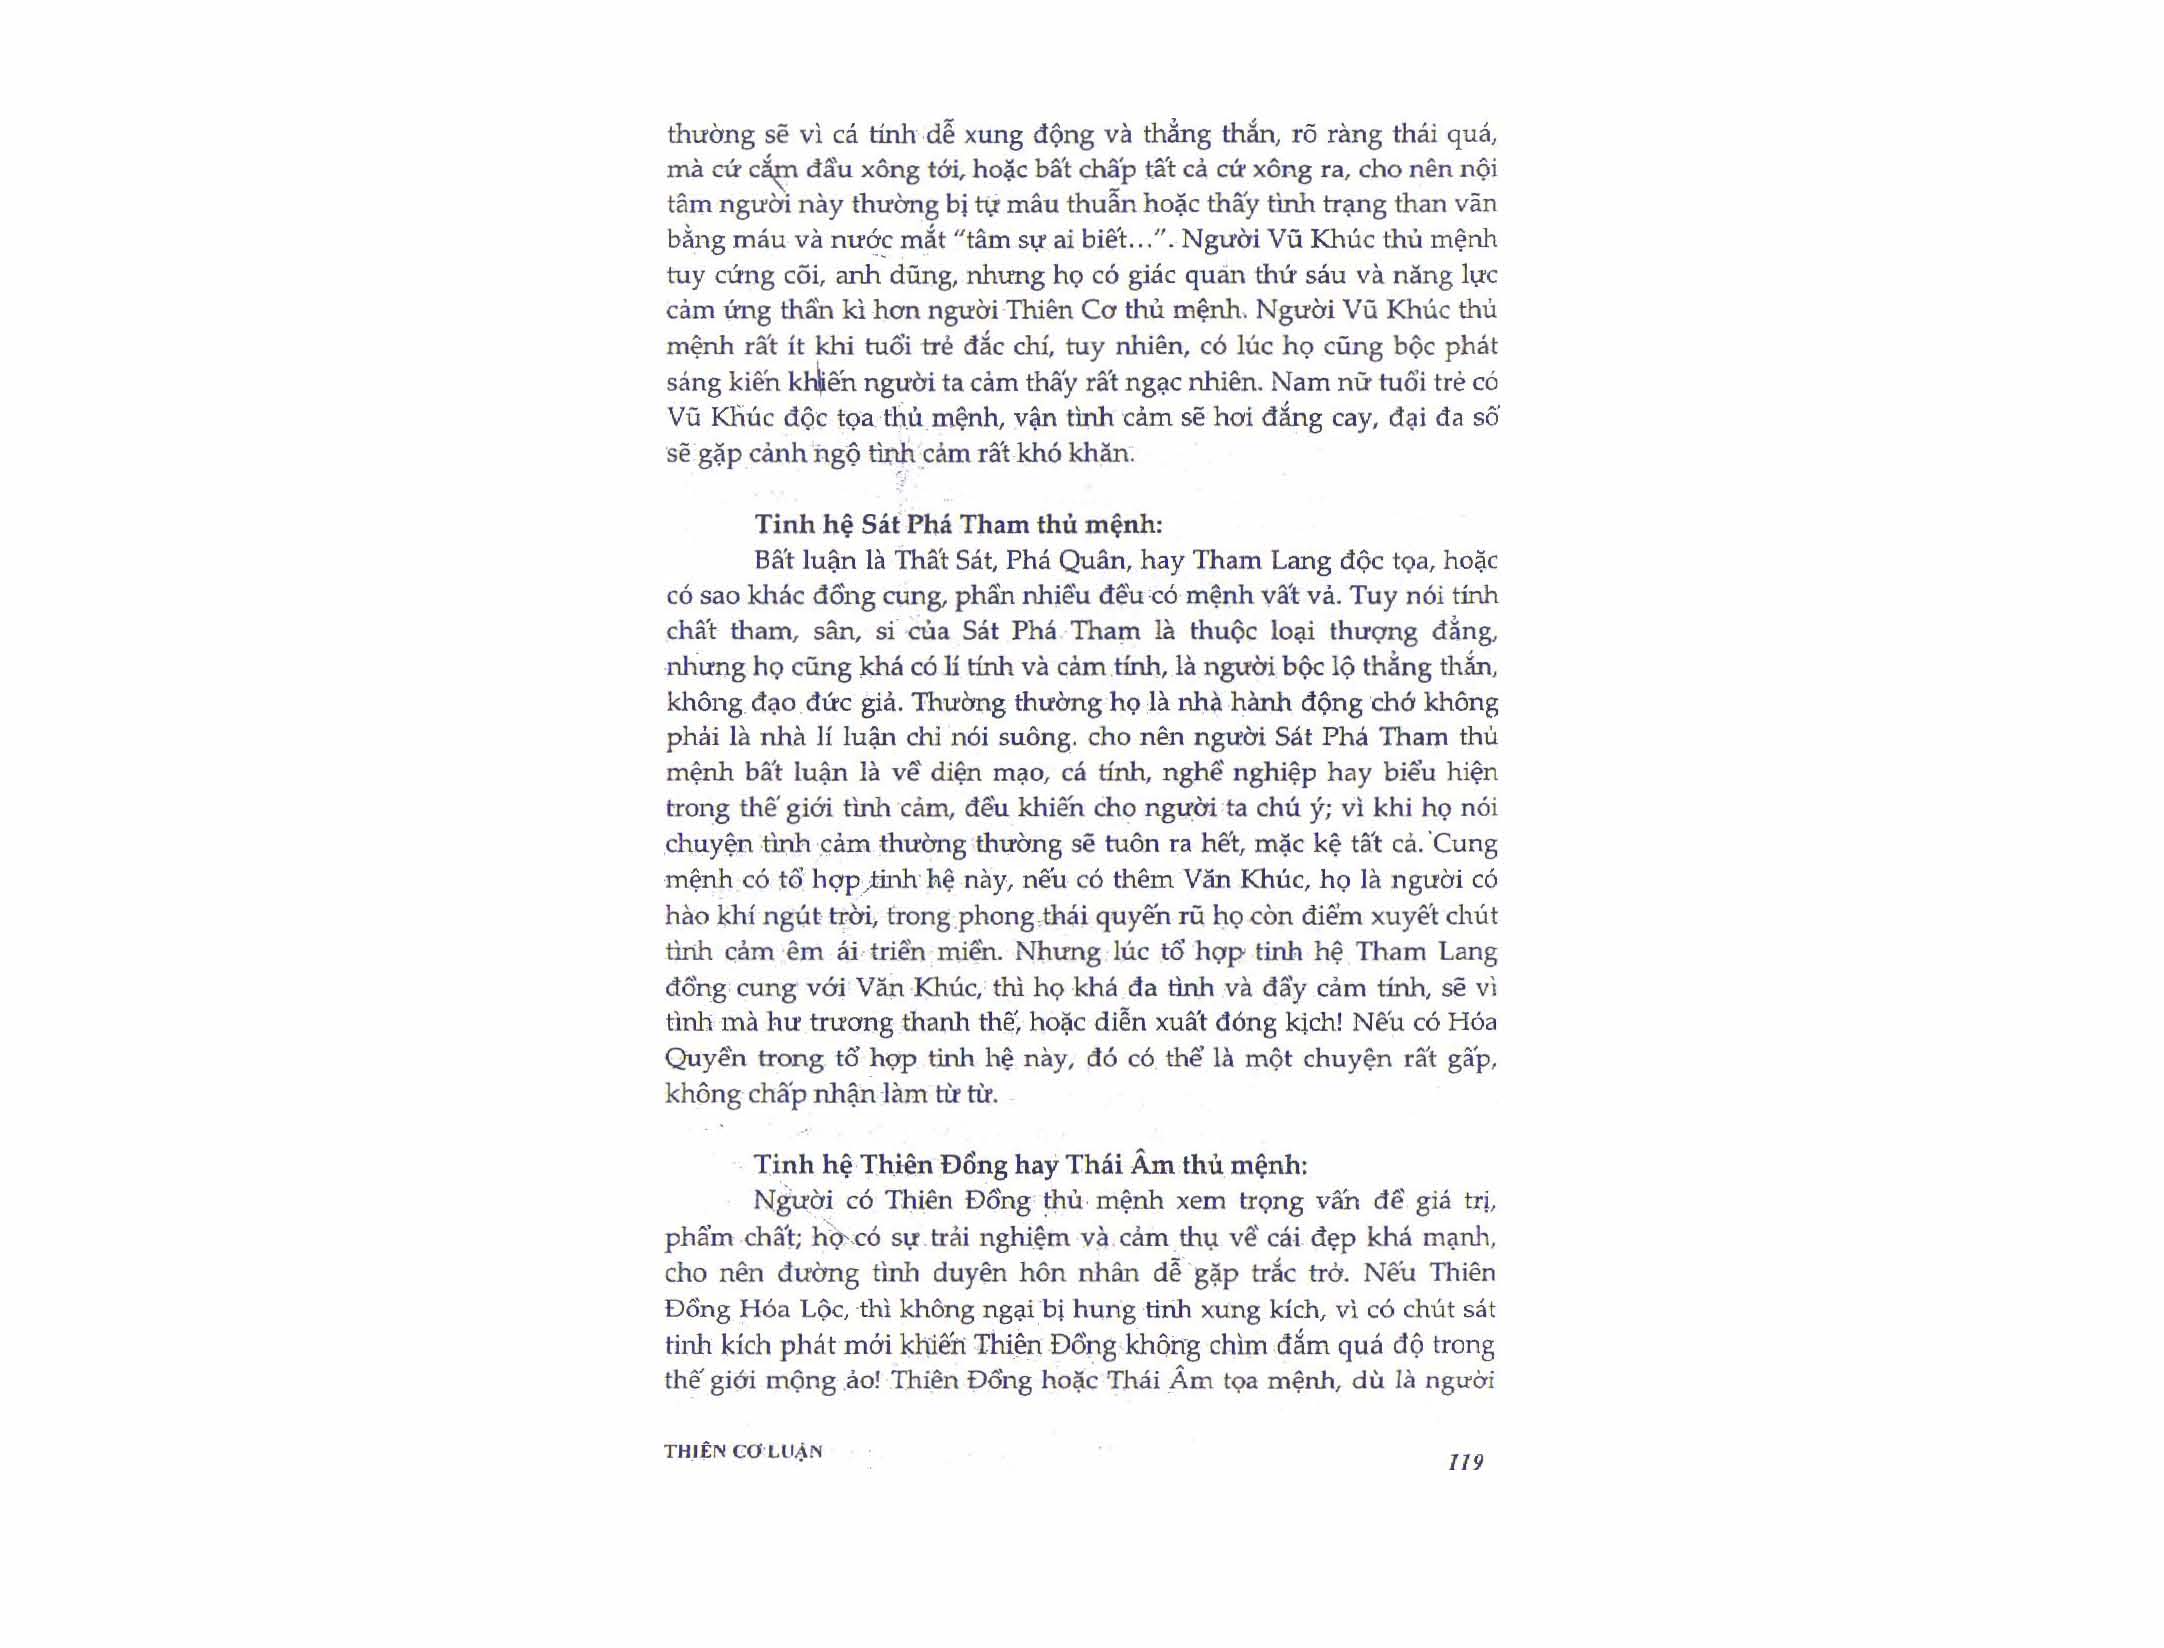 thường sẽ vì cá tính dễ xung động và thẳng thắn, rõ ràng thái quá,
mà cứ cắm đầu xông tới, hoặc bất chấp tất cả cứ xông ra, cho nên nội
tâm người này thường bị tự mâu thuẫn hoặc thấy tình trạng than vãn
bằng máu và nước mắt "tâm sự ai biết...". Người Vũ Khúc thủ mệnh
tuy cứng cõi, anh dũng, nhưng họ có giác quan thứ sáu và năng lực
cảm ứng thần kì hơn người Thiên Cơ thủ mệnh. Người Vũ Khúc thủ
mệnh rất ít khi tuổi trẻ đắc chí, tuy nhiên, có lúc họ cũng bộc phát
sáng kiến khiến người ta cảm thấy rất ngạc nhiên. Nam nữ tuổi trẻ có
Vũ Khúc độc tọa thủ mệnh, vận tình cảm sẽ hơi đắng cay, đại đa số
sẽ gặp cảnh ngộ tình cảm rất khó khăn.
Tinh hệ Sát Phá Tham thủ mệnh:
Bất luận là Thất Sát, Phá Quân, hay Tham Lang độc tọa, hoặc
có sao khác đồng cung, phần nhiều đều có mệnh vất vả. Tuy nói tính
chất tham, sân, si của Sát Phá Tham là thuộc loại thượng đẳng,
nhưng họ cũng khá có lí tính và cảm tính, là người bộc lộ thẳng thắn,
không đạo đức giả. Thường thường họ là nhà hành động chớ không
phải là nhà lí luận chỉ nói suông. cho nên người Sát Phá Tham thủ
mệnh bất luận là về diện mạo, cá tính, nghề nghiệp hay biểu hiện
trong thế giới tình cảm, đều khiến cho người ta chú ý; vì khi họ nói
chuyện tình cảm thường thường sẽ tuôn ra hết, mặc kệ tất cả. Cung
mệnh có tổ hợp tinh hệ này, nếu có thêm Văn Khúc, họ là người có
hào khí ngút trời, trong phong thái quyến rũ họ còn điểm xuyết chút
tình cảm êm ái triền miền. Nhưng lúc tổ hợp tinh hệ Tham Lang
đồng cung với Văn Khúc, thì họ khá đa tình và đầy cảm tính, sẽ vì
tình mà hư trương thanh thế, hoặc diễn xuất đóng kịch! Nếu có Hóa
Quyền trong tổ hợp tinh hệ này, đó có thể là một chuyện rất gấp,
không chấp nhận làm từ từ.
Tinh hệ Thiên Đồng hay Thái Âm thủ mệnh:
Người có Thiên Đồng thủ mệnh xem trọng vấn đề giá trị,
phẩm chất; họ có sự trải nghiệm và cảm thụ về cái đẹp khá mạnh,
cho nên đường tình duyên hôn nhân dễ gặp trắc trở. Nếu Thiên
Đồng Hóa Lộc, thì không ngại bị hung tinh xung kích, vì có chút sát
tinh kích phát mới khiến Thiên Đồng không chìm đắm quá độ trong
thế giới mộng ảo! Thiên Đồng hoặc Thái Âm tọa mệnh, dù là người
THIÊN CƠ LUẬN
119